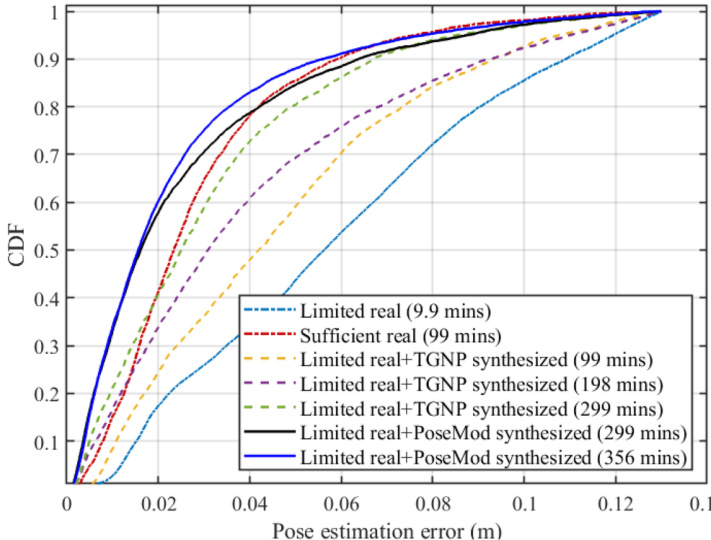 1
0.9
0.8
0.7
0.6
0.5
0.4
0.3
0.2
0.1
CDF
Limited real (9.9 mins)
Sufficient real (99 mins)
Limited real+TGNP synthesized (99 mins)
Limited real+TGNP synthesized (198 mins)
Limited real+TGNP synthesized (299 mins)
Limited real+PoseMod synthesized (299 mins)
Limited real+PoseMod synthesized (356 mins)
0 0.02 0.04 0.06 0.08 0.1 0.12 0.1
Pose estimation error (m)